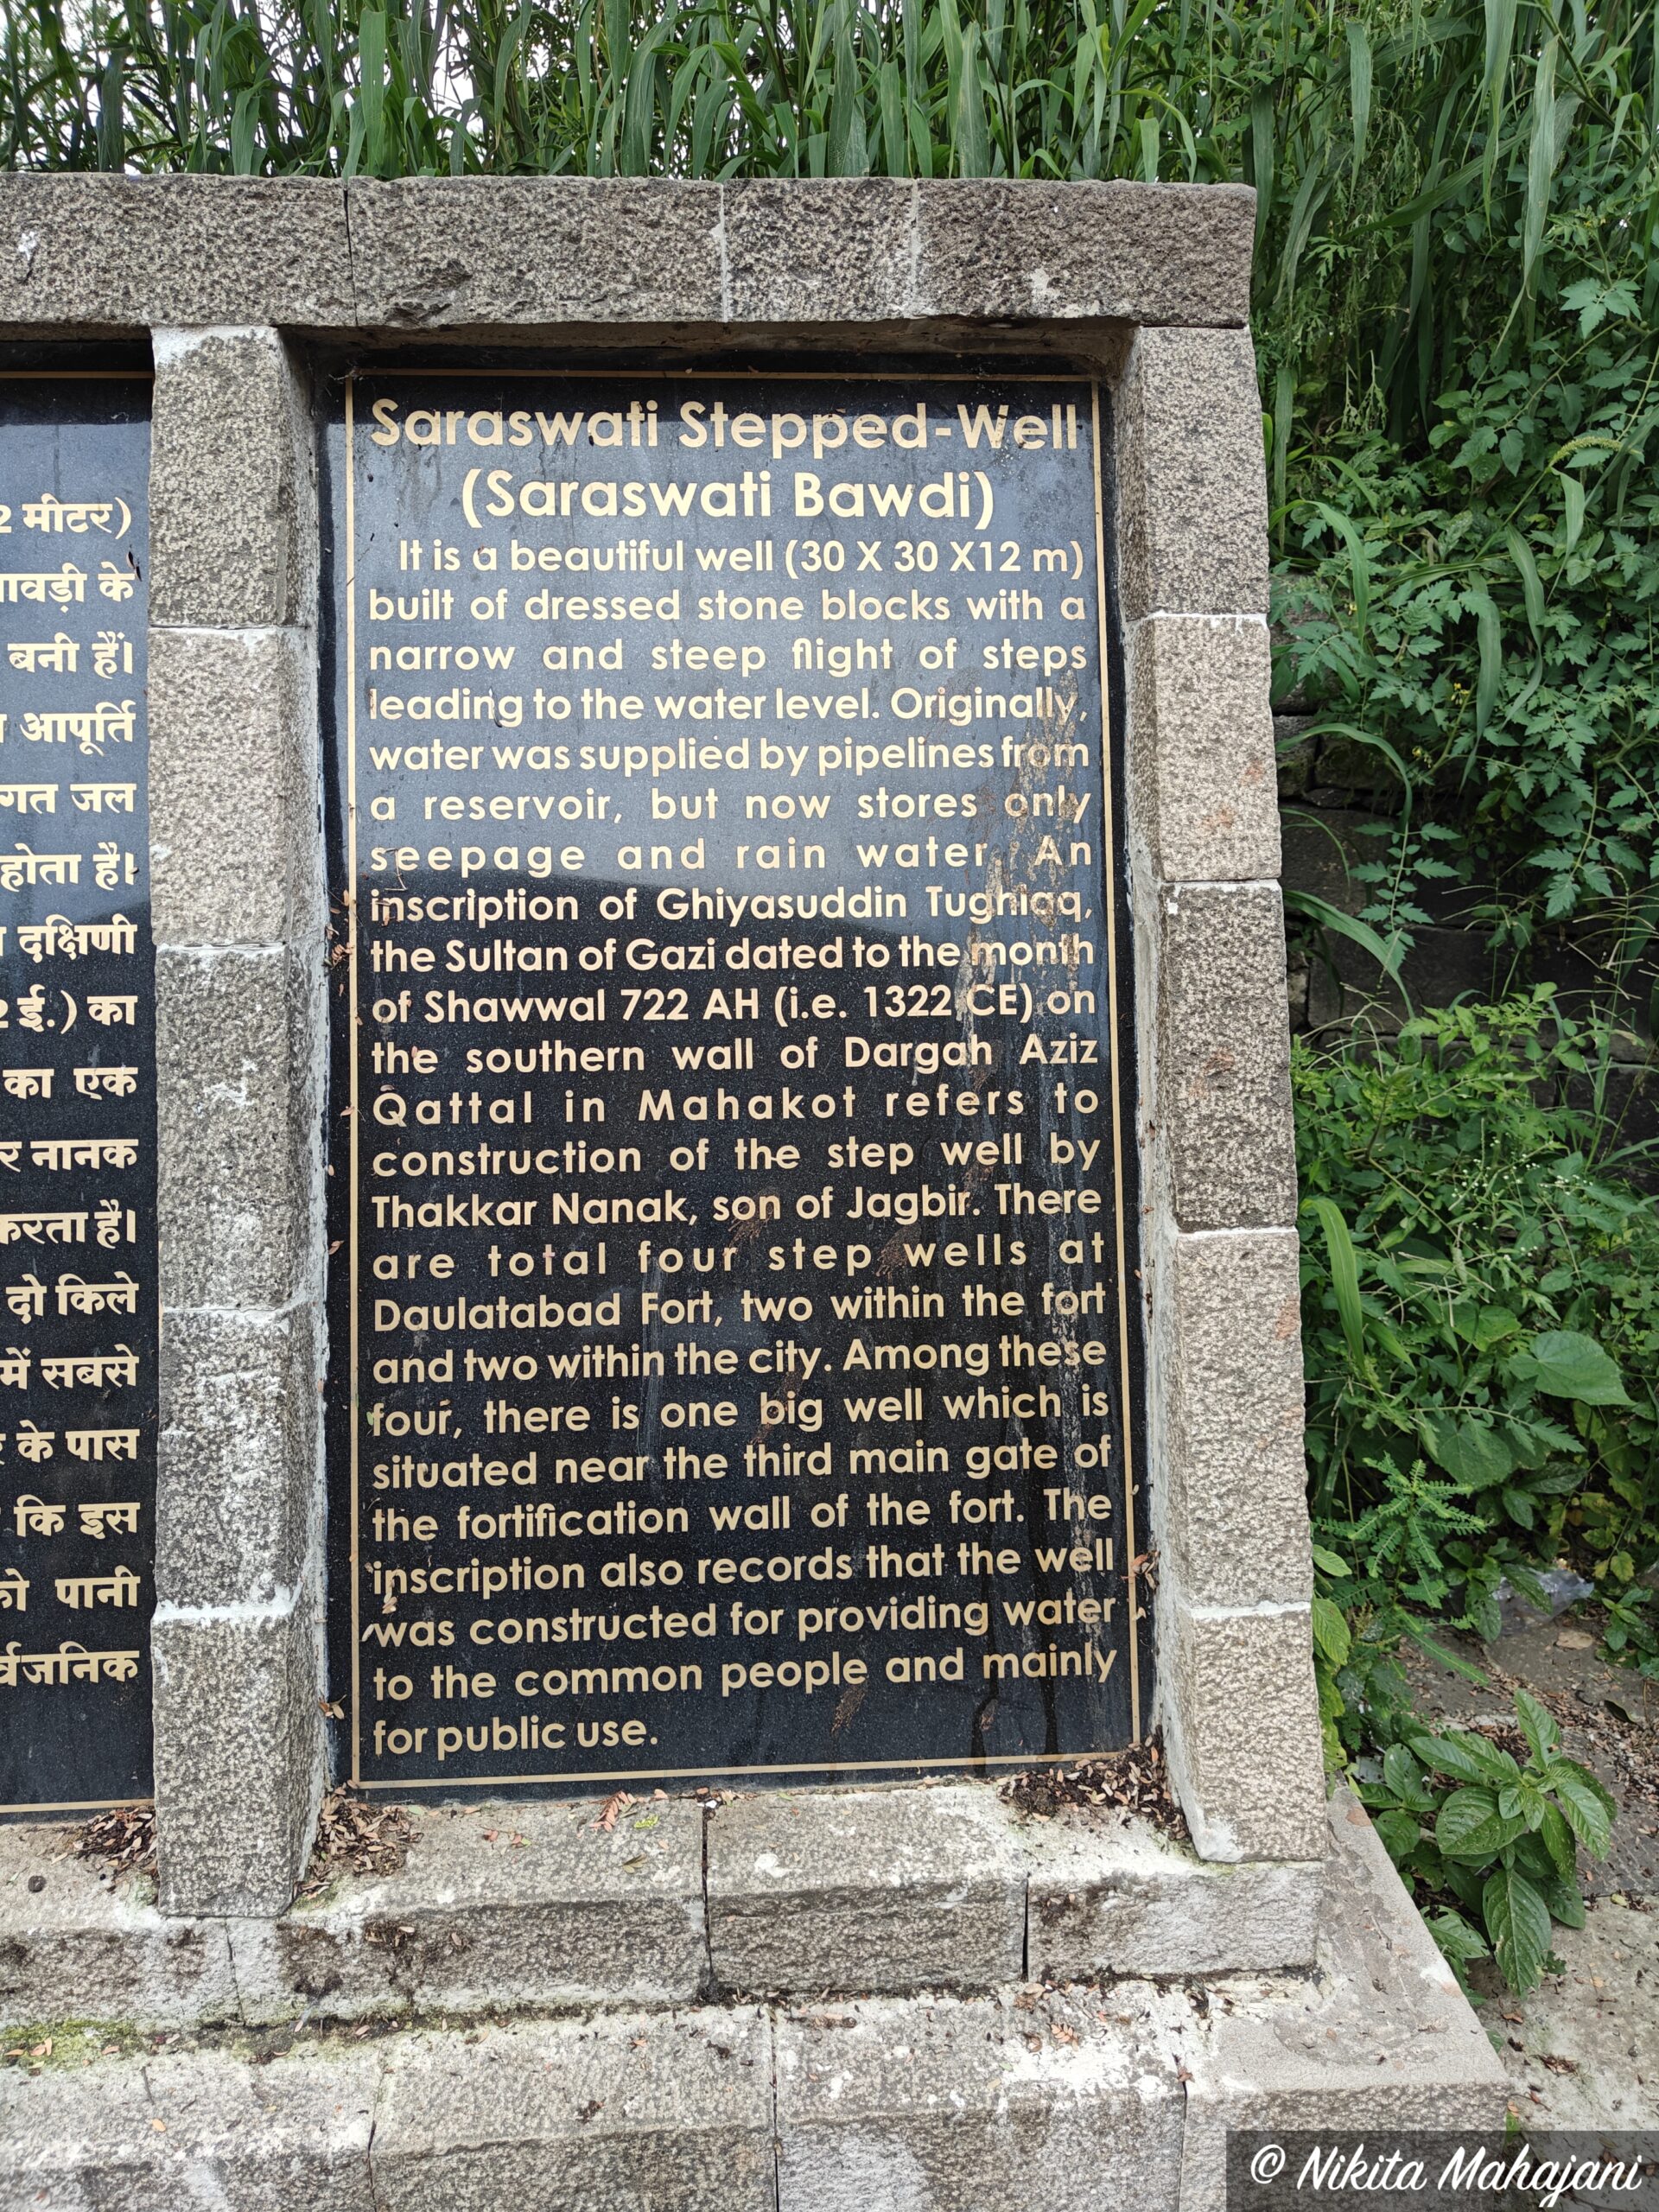 2 मीटर)
के
बनी हैं।
आपूर्ति
जल
होता है।
दक्षिणी
2 ई.) का
का एक
नानक
करता है।
दो किले
में सबसे
के पास
कि इस
पानी
Saraswati Stepped-Well
(Saraswati Bawdi)
It is a beautiful well (30 X 30 X12 m)
built of dressed stone blocks with a
narrow and steep flight of steps
leading to the water level. Originally,
water was supplied by pipelines from
a reservoir, but now stores only
seepage and rain water. An
inscription of Ghiyasuddin Tughlaq,
the Sultan of Gazi dated to the month
of Shawwal 722 AH (i.e. 1322 CE) on
the southern wall of Dargah Aziz
Qattal in Mahakot refers to
construction of the step well by
Thakkar Nanak, son of Jagbir. There
are total four step wells at
Daulatabad Fort, two within the fort
and two within the city. Among these
four, there is one big well which is
situated near the third main gate of
the fortification wall of the fort. The
inscription also records that the well
was constructed for providing water
to the common people and mainly
for public use.
© Nikita Mahajani